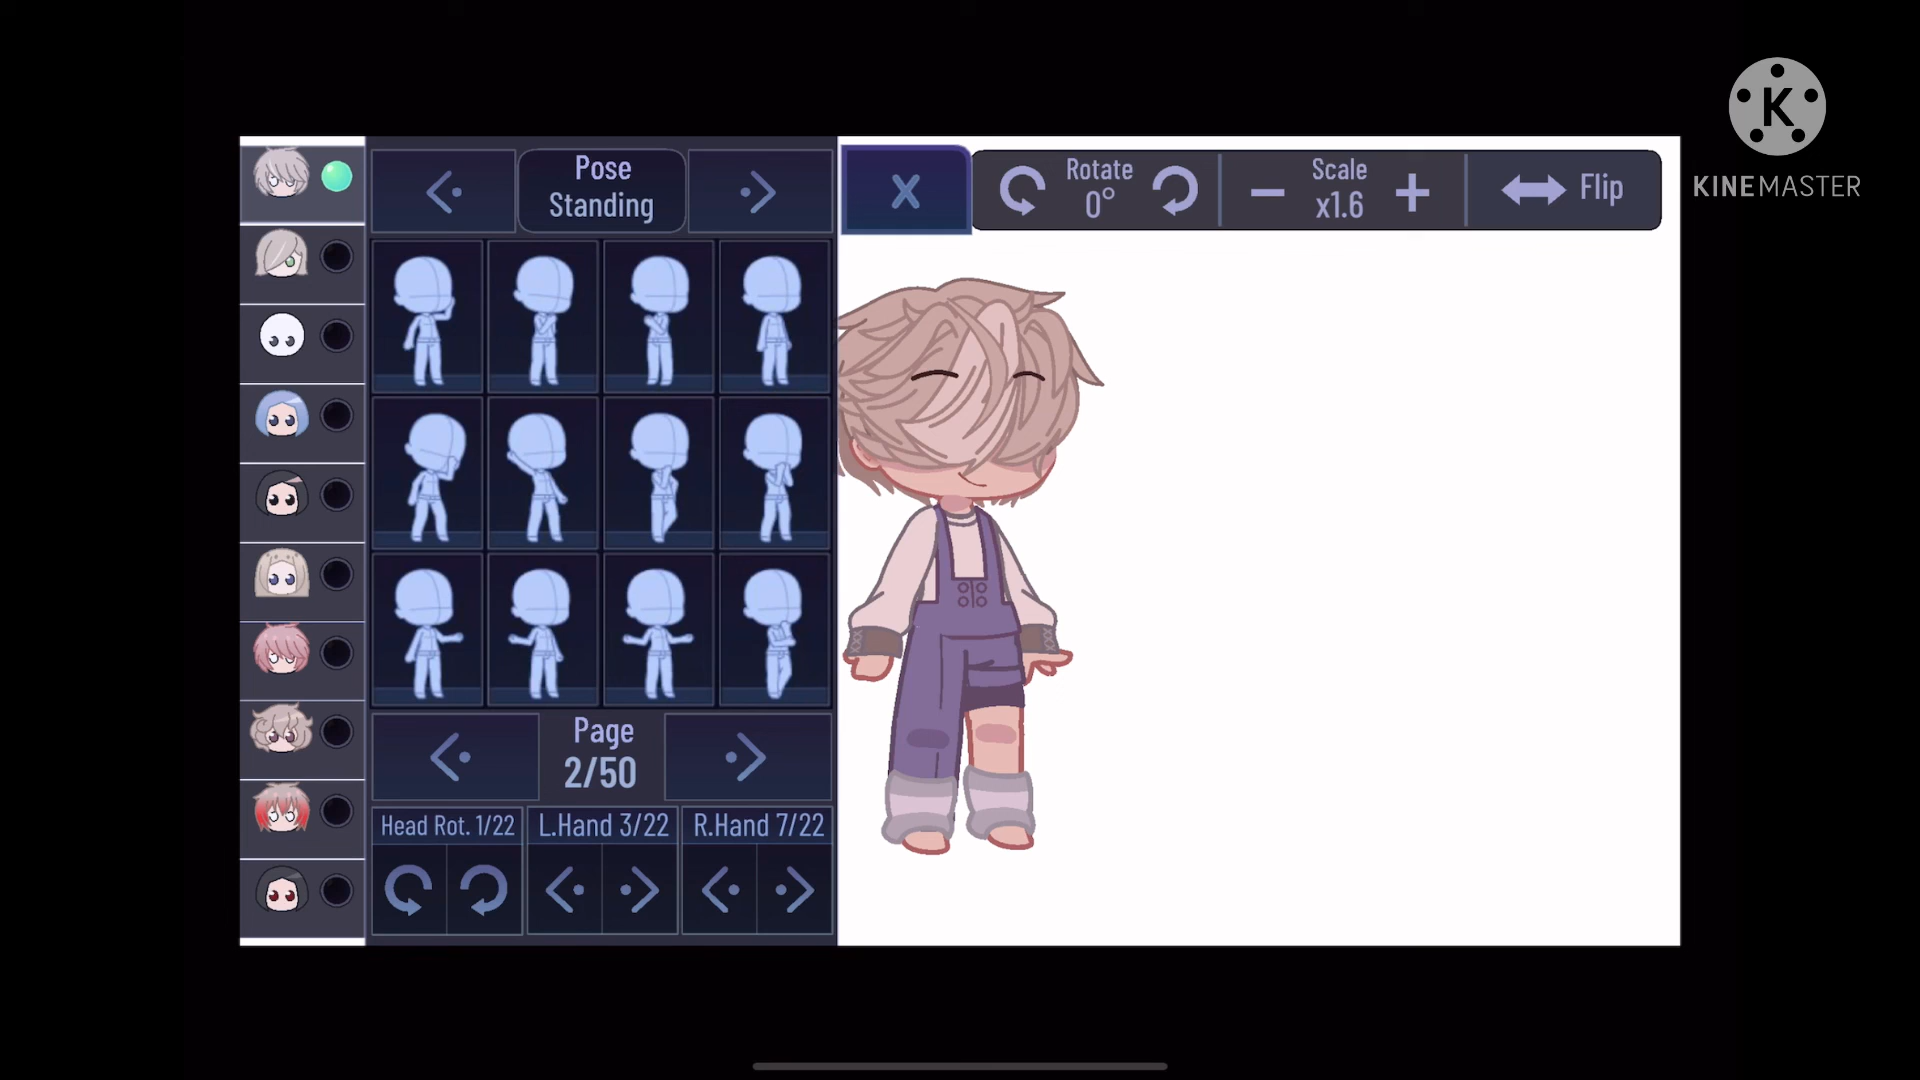 Pose
Standing
X
Rotate
0°
Scale
x1.6
Flip
K
KINEMASTER
Page
2/50
Head Rot. 1/22
L.Hand 3/22
R.Hand 7/22